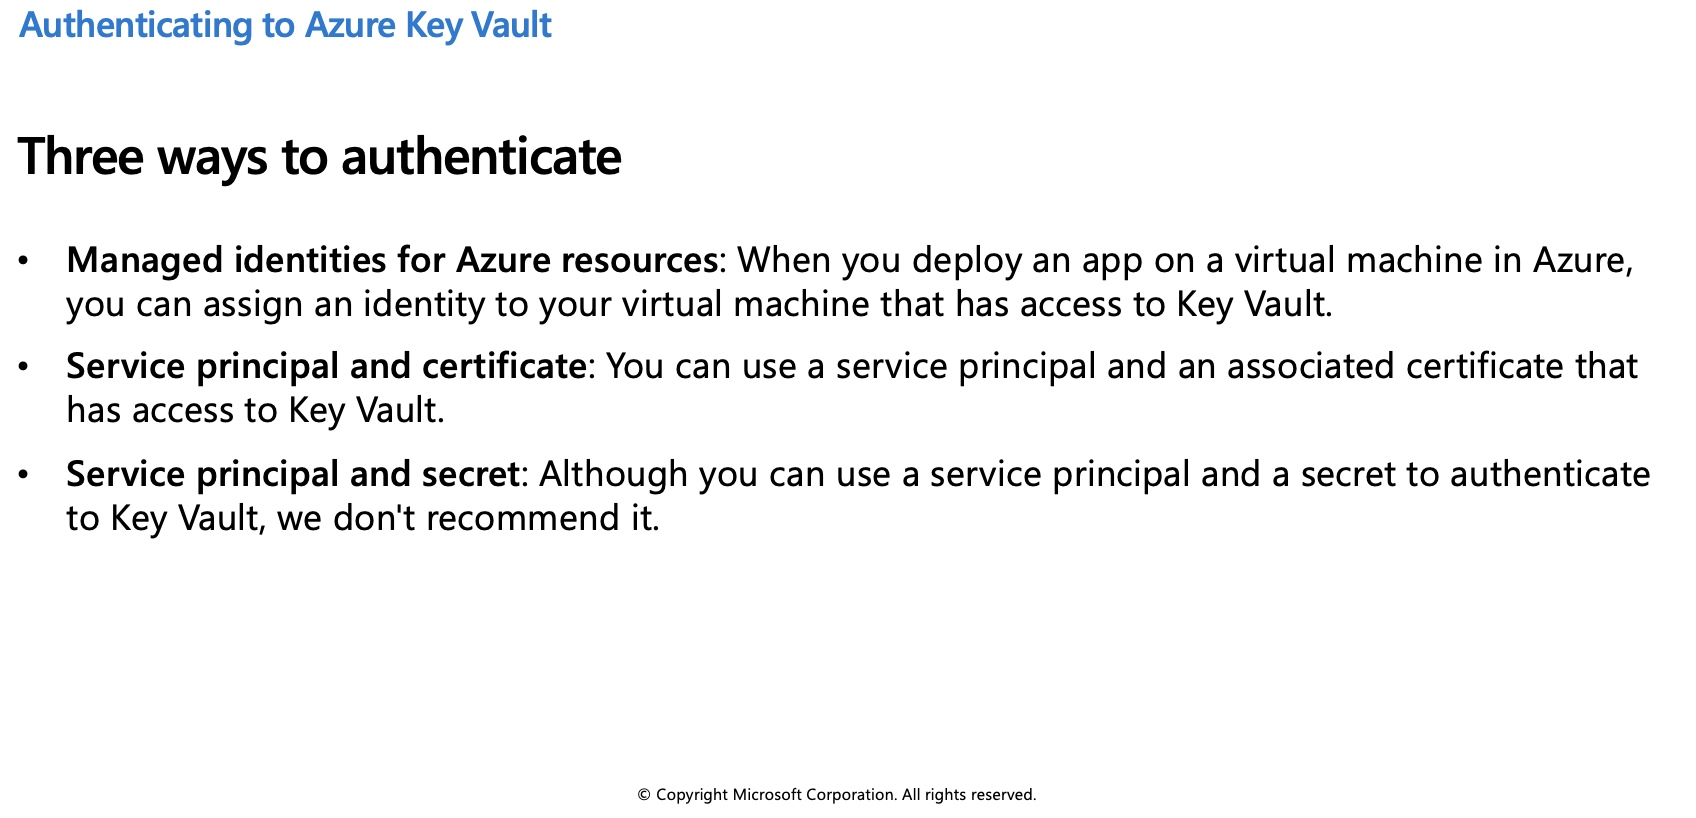 Authenticating to Azure Key Vault
Three ways to authenticate
• Managed identities for Azure resources: When you deploy an app on a virtual machine in Azure,
you can assign an identity to your virtual machine that has access to Key Vault.
• Service principal and certificate: You can use a service principal and an associated certificate that
has access to Key Vault.
• Service principal and secret: Although you can use a service principal and a secret to authenticate
to Key Vault, we don't recommend it.
© Copyright Microsoft Corporation. All rights reserved.